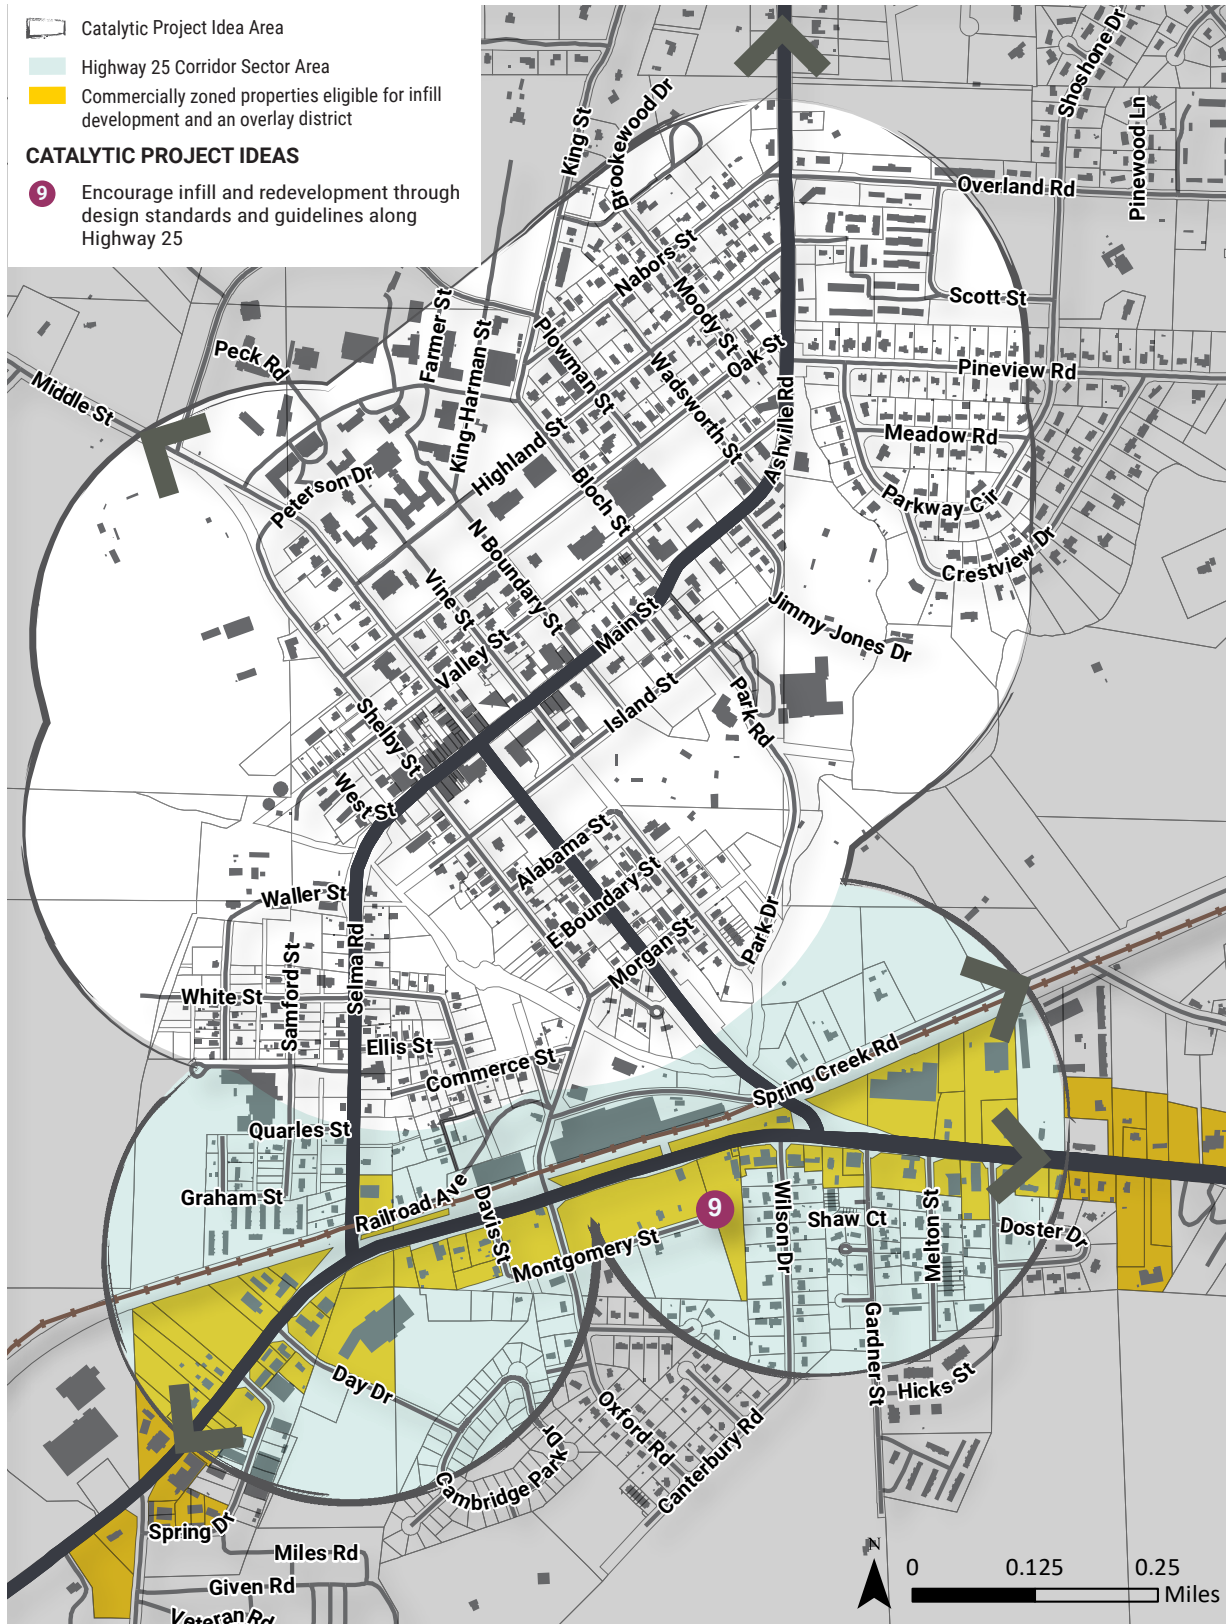 Catalytic Project Idea Area
Highway 25 Corridor Sector Area
Commercially zoned properties eligible for infill
development and an overlay district
CATALYTIC PROJECT IDEAS
9
Encourage infill and redevelopment through
design standards and guidelines along
Highway 25
King St
Brookewood Dr
Shoshone Dr
Pinewood Ln
Overland Rd
Nabors St
Moody St
Scott St
Farmer St
King-Harman St
Plowman St
Oak St
Peck Rd
Wadsworth St
Pineview Rd
Middle St
Ashville Rd
Meadow Rd
Highland St
Peterson Dr
Bloch St
Parkway Cir
N Boundary St
Crestview Dr
Vine St
Main St
Jimmy Jones Dr
Valley St
Island St
Park Rd
Shelby St
West St
Alabama St
Waller St
E Boundary St
Morgan St
Park Dr
Selma Rd
Samford St
White St
Ellis St
Commerce St
Spring Creek Rd
Quarles St
Graham St
Railroad Ave
Davis St
Montgomery St
9
Wilson Dr
Shaw Ct
Melton St
Doster Dr
Gardner St
Day Dr
Hicks St
Oxford Rd
Canterbury Rd
Cambridge Park Dr
Spring Dr
Miles Rd
Given Rd
Veteran Rd
N
0
0.125
0.25
Miles